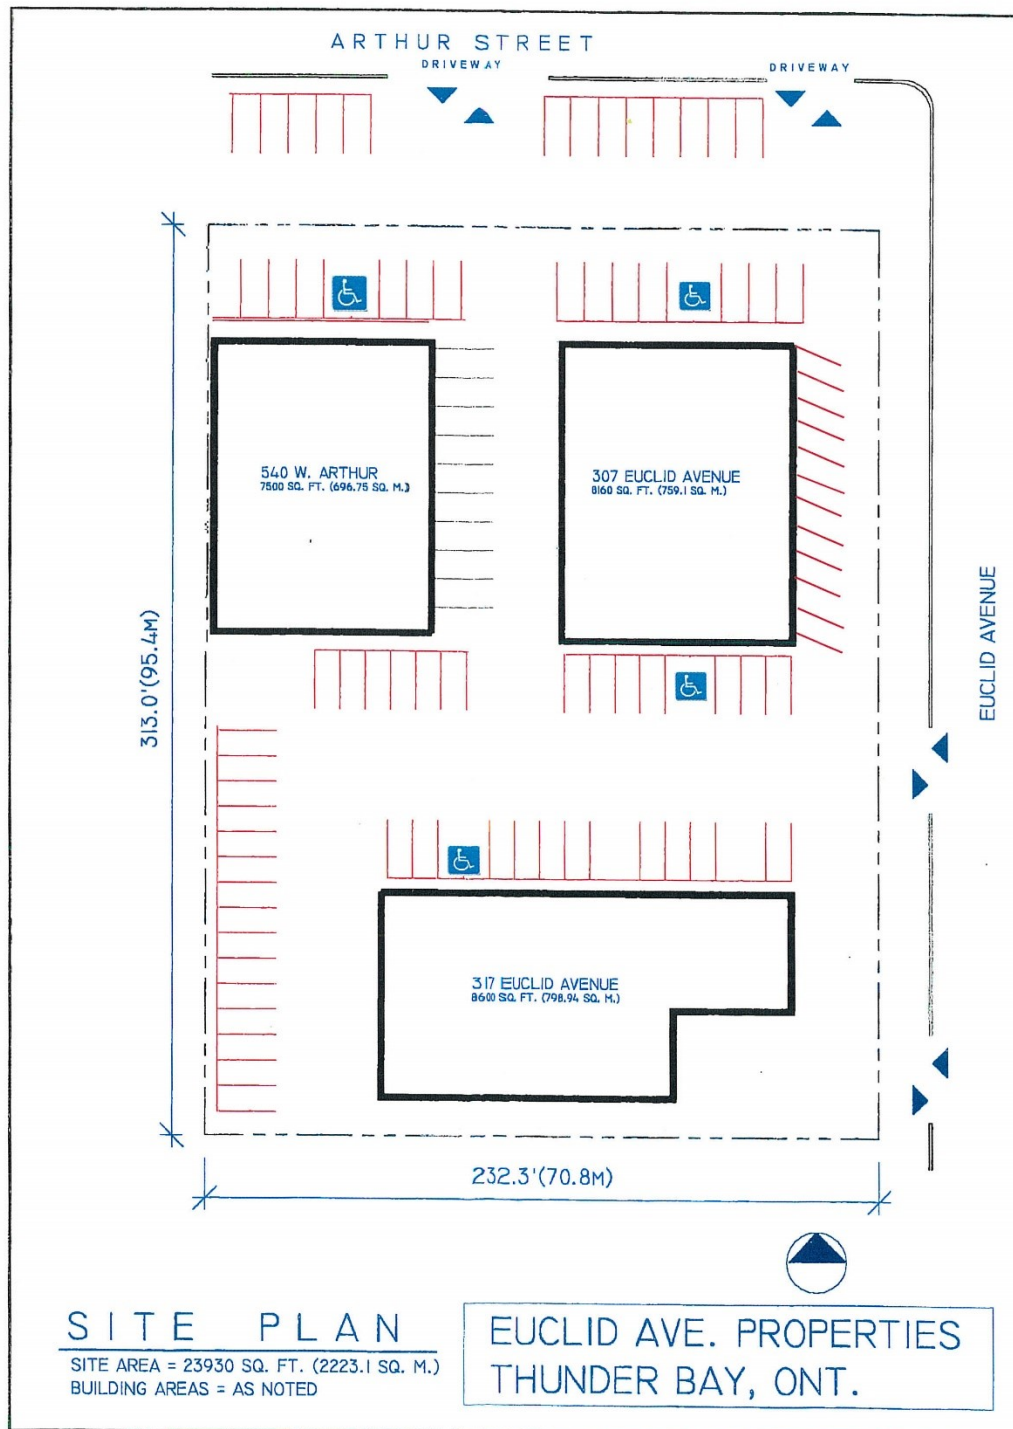 ARTHUR STREET
DRIVEWAY
DRIVEWAY
540 W. ARTHUR
7500 SQ. FT. (696.75 SQ. M.)
307 EUCLID AVENUE
8160 SQ. FT. (759.1 SQ. M.)
EUCLID AVENUE
313.0'(95.4M)
317 EUCLID AVENUE
8600 SQ. FT. (798.94 SQ. M.)
232.3'(70.8M)
SITE PLAN
SITE AREA = 23930 SQ. FT. (2223.1 SQ. M.)
BUILDING AREAS = AS NOTED
EUCLID AVE. PROPERTIES
THUNDER BAY, ONT.